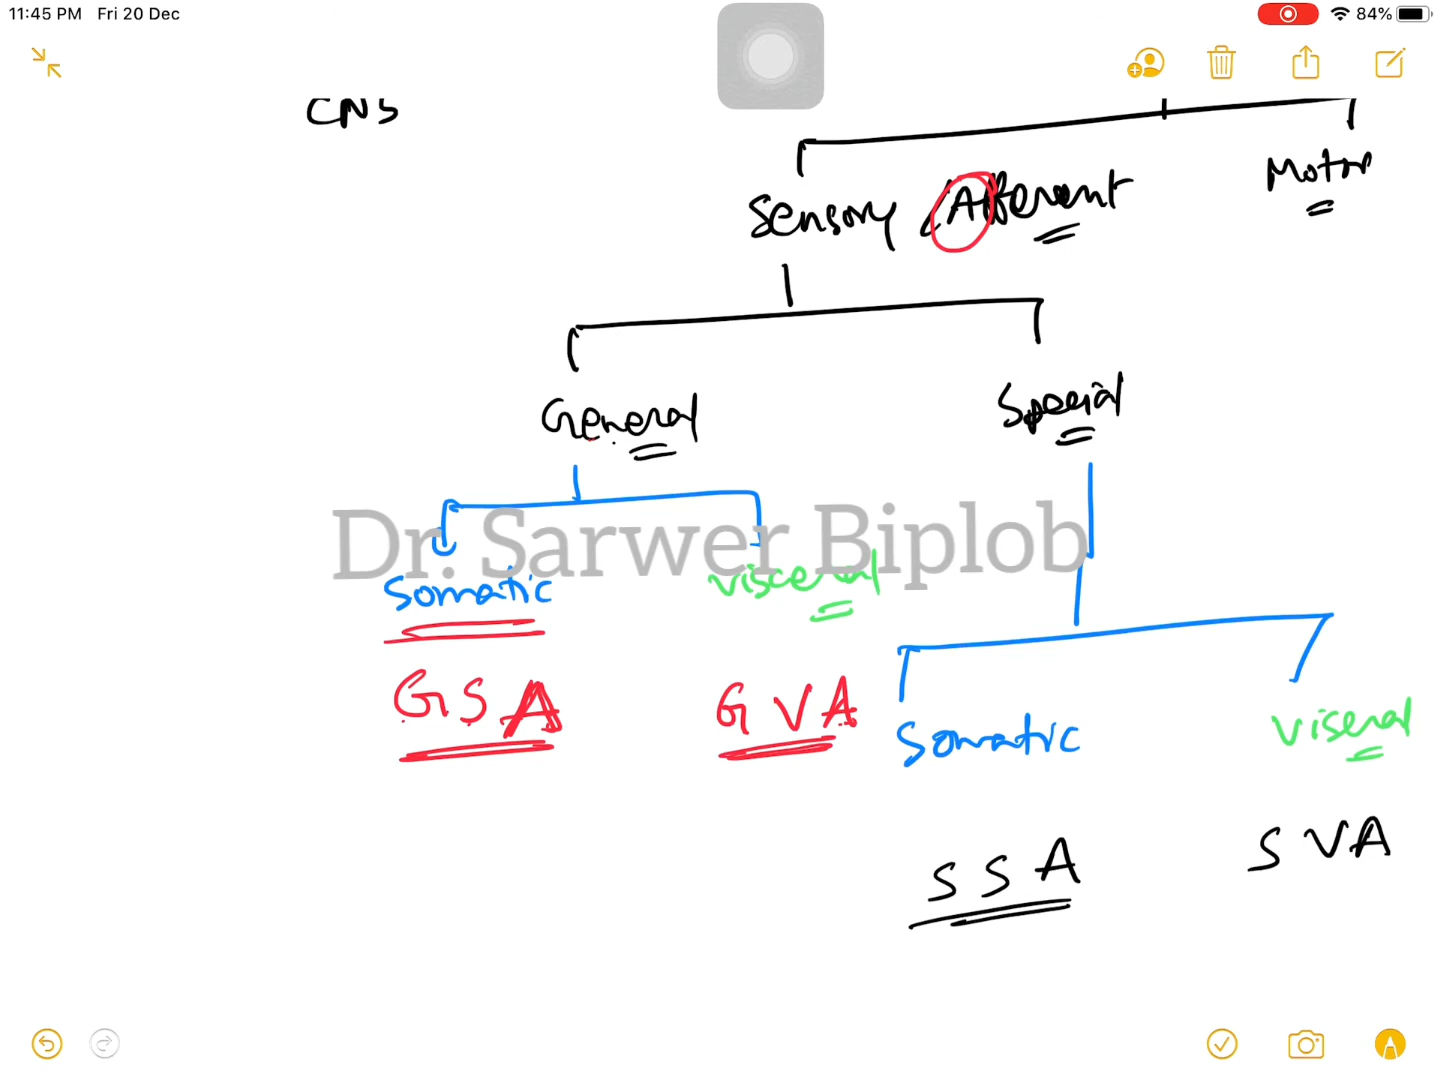 11:45 PM Fri 20 Dec 84%
CNS
Motor
Sensory / Afferent
General Special
Dr. Sarwer Biplob
Somatic visceral
GSA GVA
Somatic viseral
SSA SVA